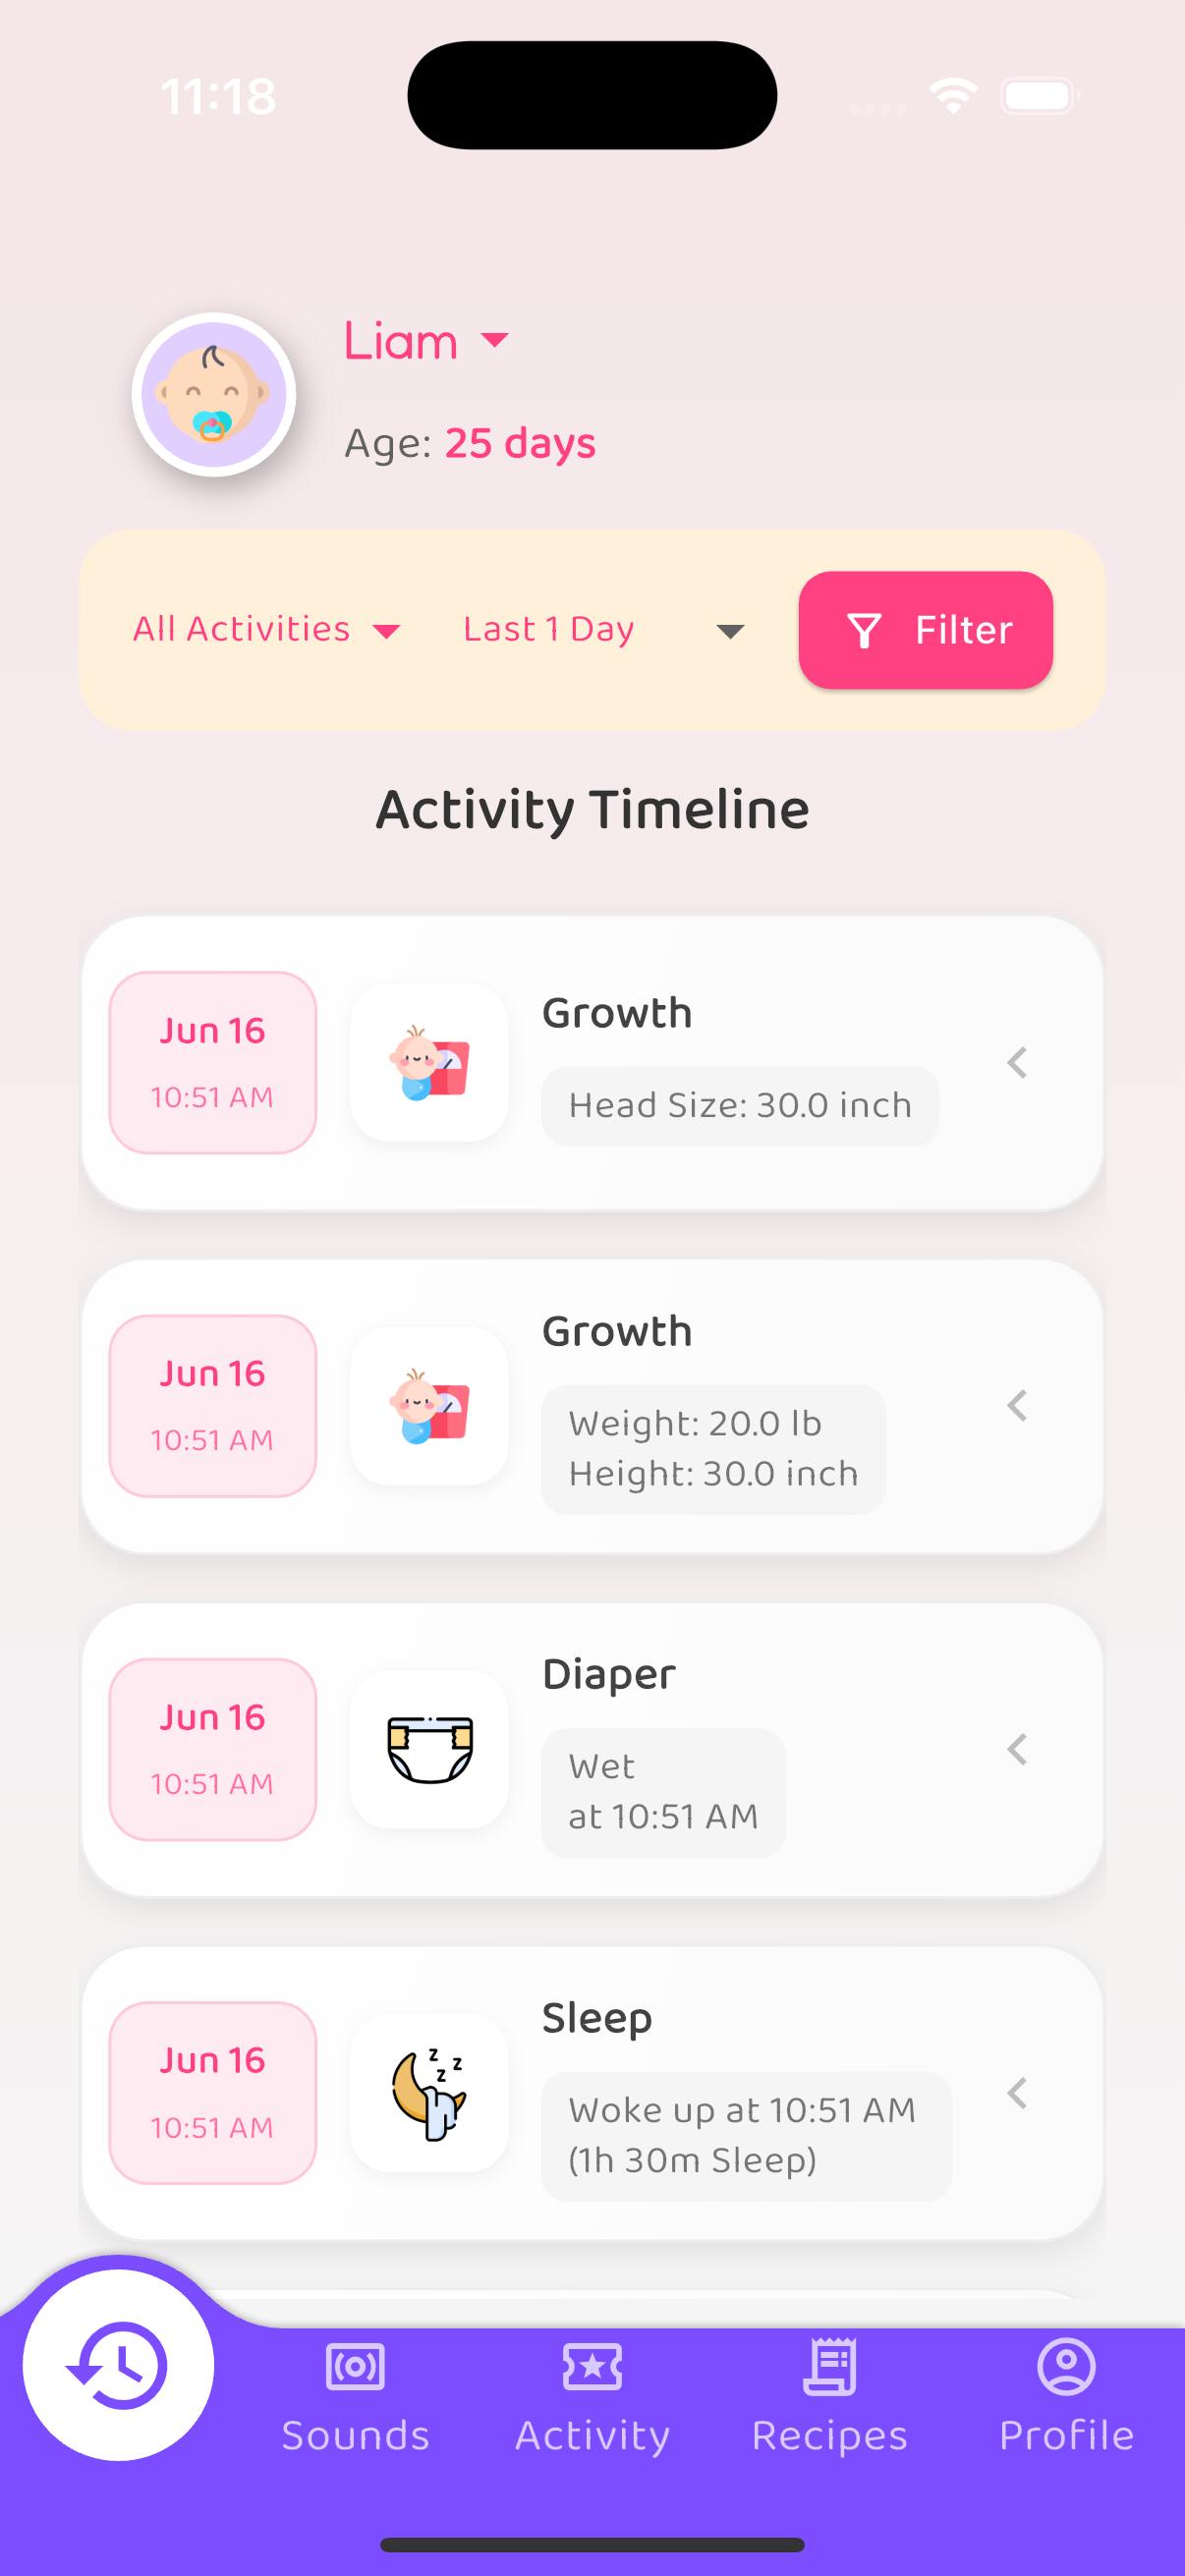 11:18
Liam
Age: 25 days
All Activities
Last 1 Day
Filter
Activity Timeline
Jun 16
10:51 AM
Growth
Head Size: 30.0 inch
Jun 16
10:51 AM
Growth
Weight: 20.0 lb
Height: 30.0 inch
Jun 16
10:51 AM
Diaper
Wet
at 10:51 AM
Jun 16
10:51 AM
Sleep
z z z
Woke up at 10:51 AM
(1h 30m Sleep)
Sounds
Activity
Recipes
Profile